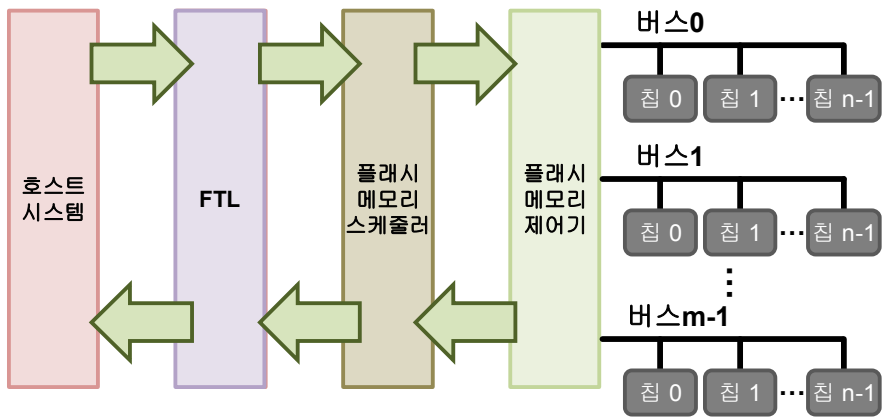 호스트
시스템
FTL
플래시
메모리
스케줄러
플래시
메모리
제어기
버스0
칩 0 칩 1 ··· 칩 n-1
버스1
칩 0 칩 1 ··· 칩 n-1
⋮
버스m-1
칩 0 칩 1 ··· 칩 n-1